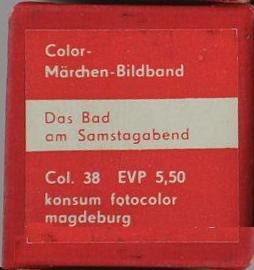 Color-
Märchen-Bildband
Das Bad
am Samstagabend
Col. 38 EVP 5,50
konsum fotocolor
magdeburg